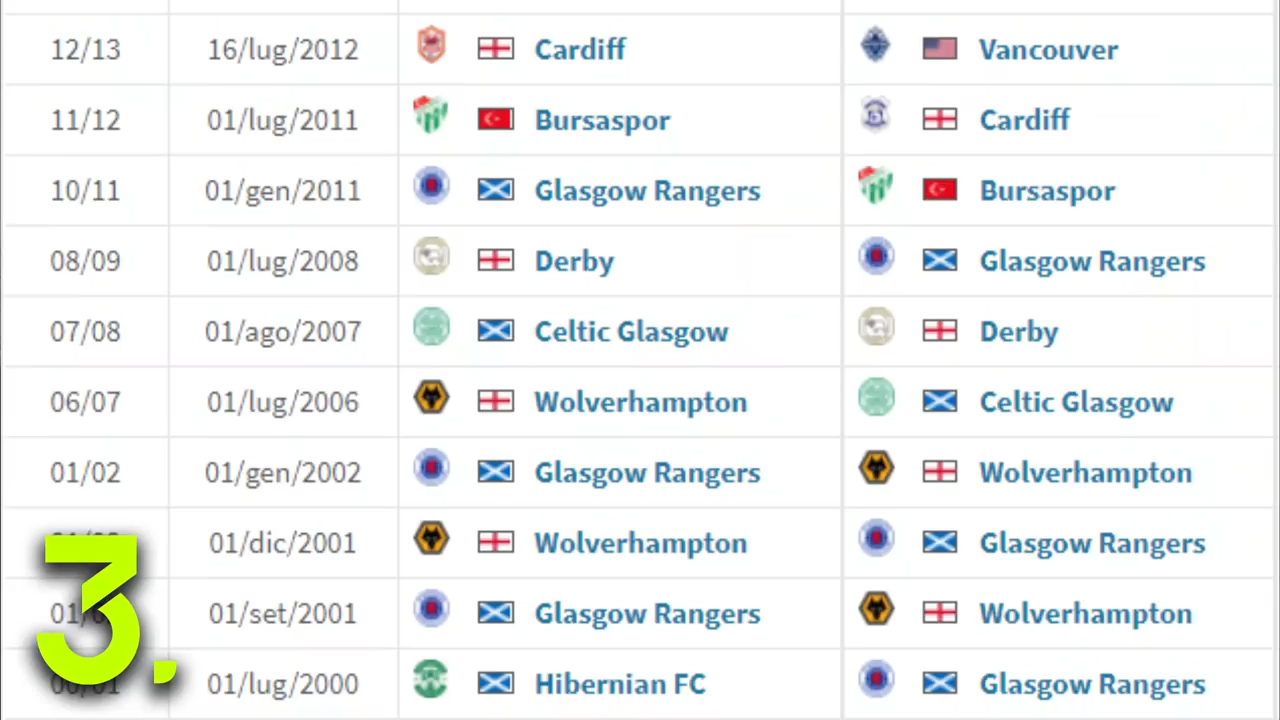 12/13 16/lug/2012 Cardiff Vancouver
11/12 01/lug/2011 Bursaspor Cardiff
10/11 01/gen/2011 Glasgow Rangers Bursaspor
08/09 01/lug/2008 Derby Glasgow Rangers
07/08 01/ago/2007 Celtic Glasgow Derby
06/07 01/lug/2006 Wolverhampton Celtic Glasgow
01/02 01/gen/2002 Glasgow Rangers Wolverhampton
01/dic/2001 Wolverhampton Glasgow Rangers
01/set/2001 Glasgow Rangers Wolverhampton
00/01 01/lug/2000 Hibernian FC Glasgow Rangers
3.